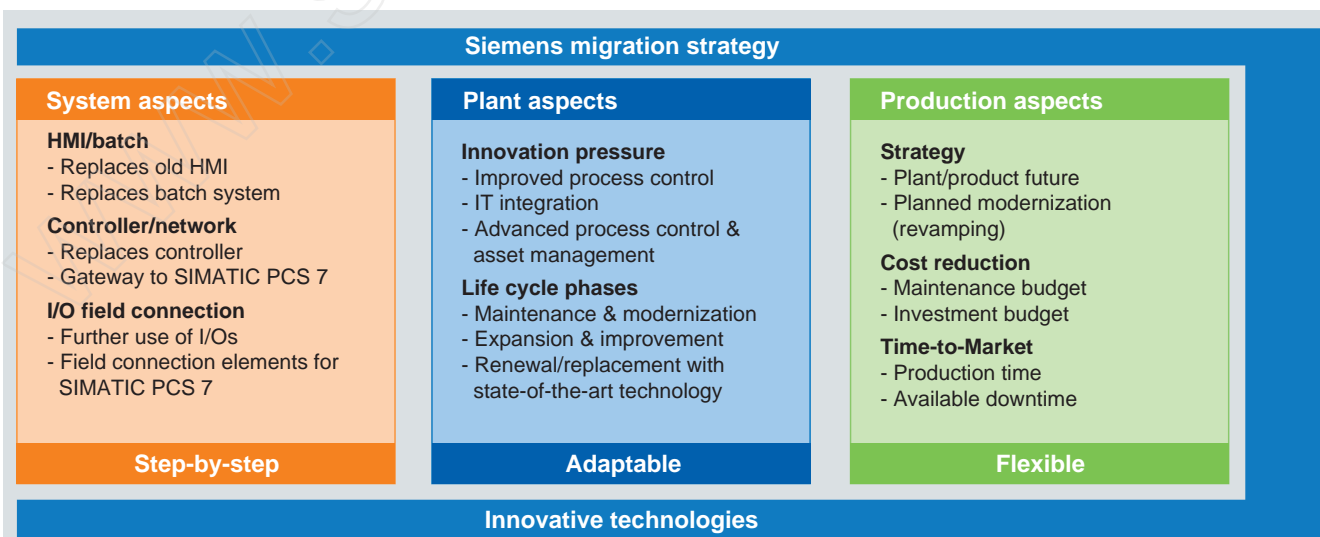 Siemens migration strategy
System aspects
HMI/batch
- Replaces old HMI
- Replaces batch system
Controller/network
- Replaces controller
- Gateway to SIMATIC PCS 7
I/O field connection
- Further use of I/Os
- Field connection elements for
SIMATIC PCS 7
Step-by-step
Plant aspects
Innovation pressure
- Improved process control
- IT integration
- Advanced process control &
asset management
Life cycle phases
- Maintenance & modernization
- Expansion & improvement
- Renewal/replacement with
state-of-the-art technology
Adaptable
Production aspects
Strategy
- Plant/product future
- Planned modernization
(revamping)
Cost reduction
- Maintenance budget
- Investment budget
Time-to-Market
- Production time
- Available downtime
Flexible
Innovative technologies